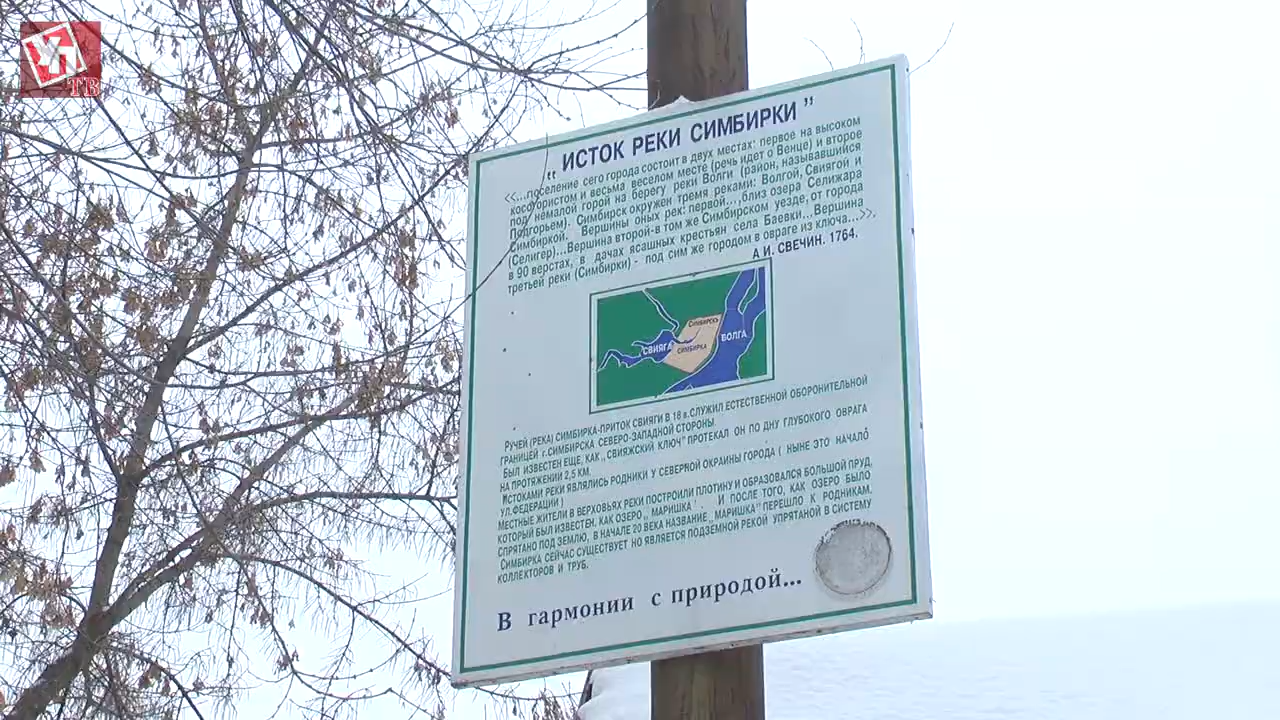 УП
ТВ
„ ИСТОК РЕКИ СИМБИРКИ ”
<<...поселение сего города состоит в двух местах: первое на высоком
косогористом и весьма веселом месте (речь идет о Венце) и второе
под немалой горой на берегу реки Волги (район, называвшийся
Подгорьем). Симбирск окружен тремя реками: Волгой, Свиягой и
Симбиркой. Вершины оных рек: первой...,близ озера Селижара
(Селигер)...Вершина второй-в том же Симбирском уезде, от города
в 90 верстах, в дачах ясашных крестьян села Баевки...Вершина
третьей реки (Симбирки) - под сим же городом в овраге из ключа...>>.
А И. СВЕЧИН. 1764.
СИМБИРСКЪ
СВИЯГА СИМБИРКА ВОЛГА
РУЧЕЙ (РЕКА) СИМБИРКА-ПРИТОК СВИЯГИ В 18 в.СЛУЖИЛ ЕСТЕСТВЕННОЙ ОБОРОНИТЕЛЬНОЙ
ГРАНИЦЕЙ г.СИМБИРСКА СЕВЕРО-ЗАПАДНОЙ СТОРОНЫ.
БЫЛ ИЗВЕСТЕН ЕЩЕ, КАК ,, СВИЯЖСКИЙ КЛЮЧ” ПРОТЕКАЛ ОН ПО ДНУ ГЛУБОКОГО ОВРАГА
НА ПРОТЯЖЕНИИ 2,5 КМ.
ИСТОКАМИ РЕКИ ЯВЛЯЛИСЬ РОДНИКИ У СЕВЕРНОЙ ОКРАИНЫ ГОРОДА ( НЫНЕ ЭТО НАЧАЛО
УЛ.ФЕДЕРАЦИИ )
МЕСТНЫЕ ЖИТЕЛИ В ВЕРХОВЬЯХ РЕКИ ПОСТРОИЛИ ПЛОТИНУ И ОБРАЗОВАЛСЯ БОЛЬШОЙ ПРУД,
КОТОРЫЙ БЫЛ ИЗВЕСТЕН, КАК ОЗЕРО ,, МАРИШКА ’ . И ПОСЛЕ ТОГО, КАК ОЗЕРО БЫЛО
СПРЯТАНО ПОД ЗЕМЛЮ, В НАЧАЛЕ 20 ВЕКА НАЗВАНИЕ ,,МАРИШКА” ПЕРЕШЛО К РОДНИКАМ.
СИМБИРКА СЕЙЧАС СУЩЕСТВУЕТ НО ЯВЛЯЕТСЯ ПОДЗЕМНОЙ РЕКОЙ УПРЯТАНОЙ В СИСТЕМУ
КОЛЛЕКТОРОВ И ТРУБ.
В гармонии с природой...